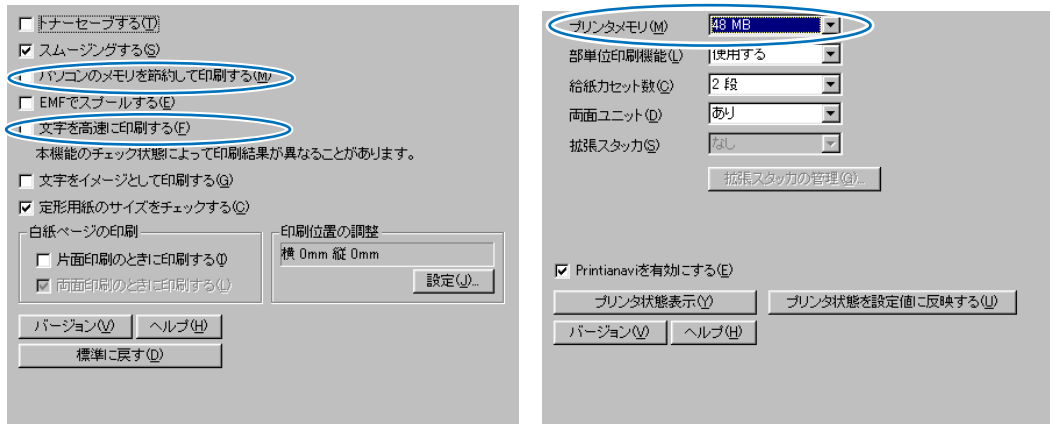 トナーセーブする(T)
スムージングする(S)
パソコンのメモリを節約して印刷する(M)
EMFでスプールする(E)
文字を高速に印刷する(F)
本機能のチェック状態によって印刷結果が異なることがあります。
文字をイメージとして印刷する(G)
定形用紙のサイズをチェックする(C)
白紙ページの印刷
片面印刷のときに印刷する(I)
両面印刷のときに印刷する(L)
印刷位置の調整
横 0mm 縦 0mm
設定(J)...
バージョン(V)
ヘルプ(H)
標準に戻す(D)
プリンタメモリ(M)
48 MB
部単位印刷機能(L)
使用する
給紙カセット数(C)
2 段
両面ユニット(D)
あり
拡張スタッカ(S)
なし
拡張スタッカの管理(G)...
Printianaviを有効にする(E)
プリンタ状態表示(Y)
プリンタ状態を設定値に反映する(U)
バージョン(V)
ヘルプ(H)